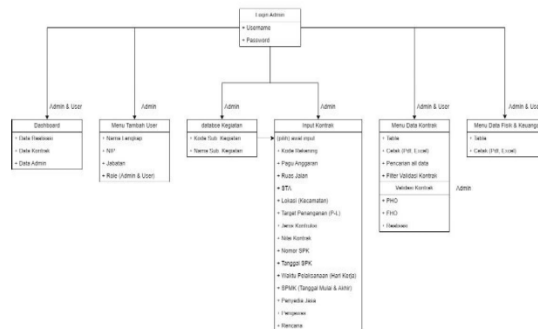 Login Admin
+ Username
+ Password
Admin & User
Admin
Admin
Admin
Admin & User
Admin & User
Dashboard
+ Data Realisasi
+ Data Kontrak
+ Data Admin
Menu Tambah User
+ Nama Lengkap
+ NIP
+ Jabatan
+ Role (Admin & User)
databse Kegiatan
+ Kode Sub. Kegiatan
+ Nama Sub. Kegiatan
Input Kontrak
(pilih) awal input
+ Kode Rekening
+ Pagu Anggaran
+ Ruas Jalan
+ STA
+ Lokasi (Kecamatan)
+ Target Penanganan (P-L)
+ Jenis Kontruksi
+ Nilai Kontrak
+ Nomor SPK
+ Tanggal SPK
+ Waktu Pelaksanaan (Hari Kerja)
+ SPMK (Tanggal Mulai & Akhir)
+ Penyedia Jasa
+ Pengawas
+ Rencana
Menu Data Kontrak
+ Table
+ Cetak (Pdf, Excel)
+ Pencarian all data
+ Filter Validasi Kontrak
Validasi Kontrak
Admin
+ PHO
+ FHO
+ Realisasi
Menu Data Fisik & Keuangan
+ Table
+ Cetak (Pdf, Excel)